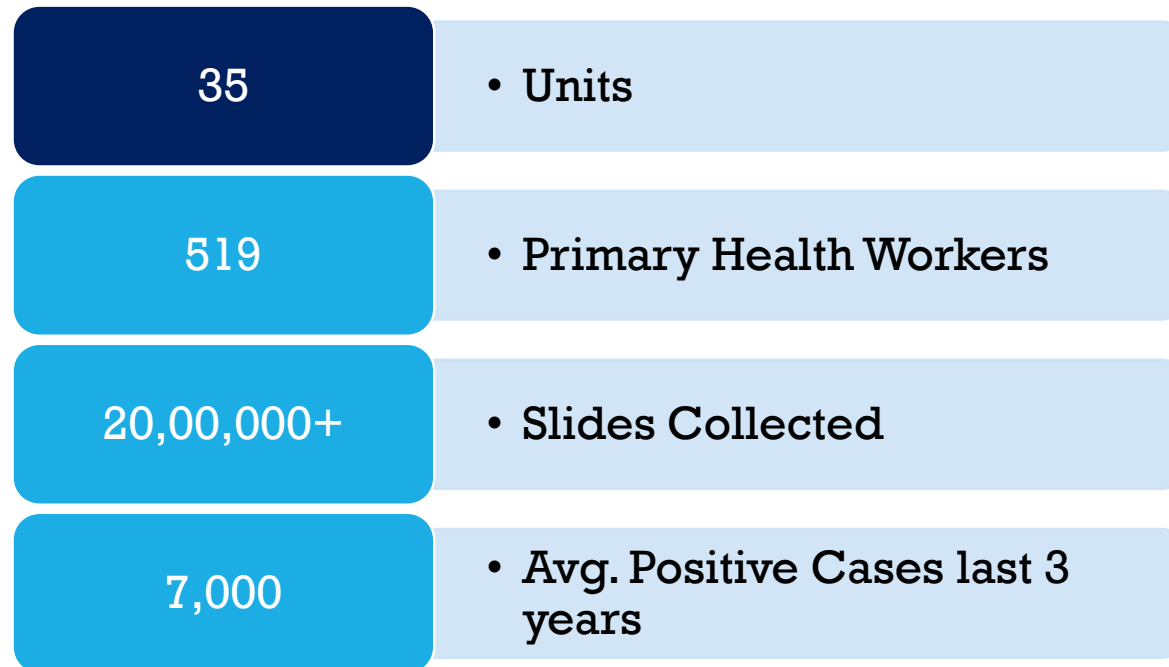 35
• Units
519
• Primary Health Workers
20,00,000+
• Slides Collected
7,000
• Avg. Positive Cases last 3
years